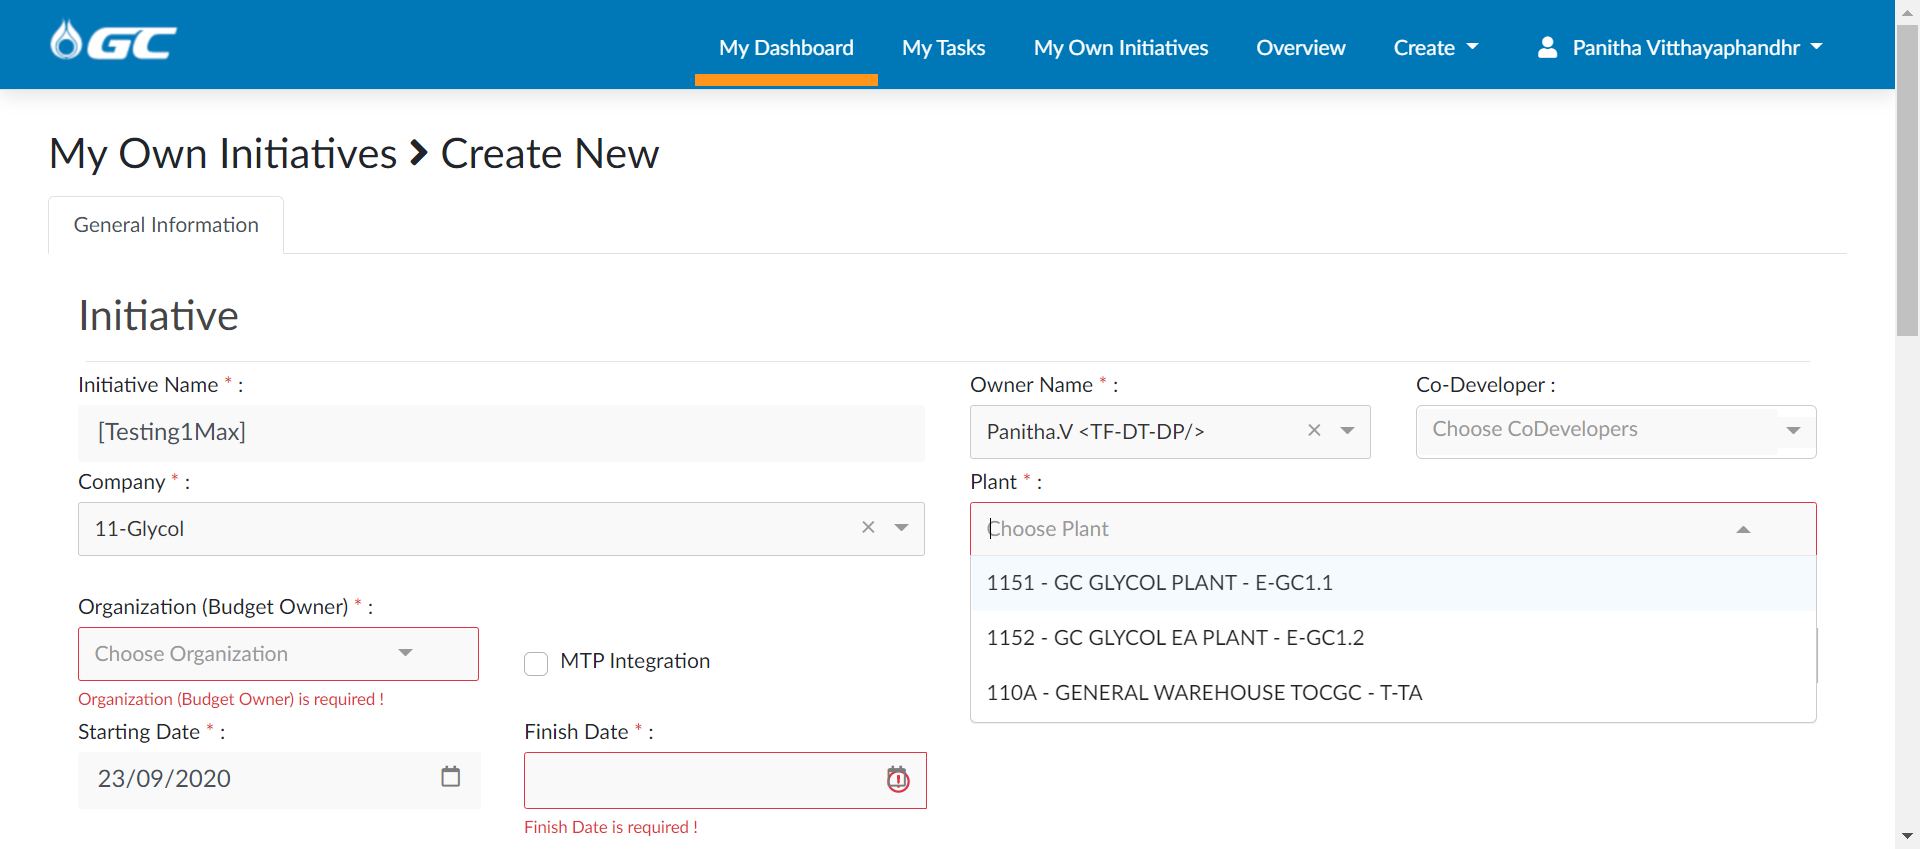 GC
My Dashboard
My Tasks
My Own Initiatives
Overview
Create
Panitha Vitthayaphandhr
My Own Initiatives > Create New
General Information
Initiative
Initiative Name * :
[Testing1Max]
Owner Name * :
Panitha.V <TF-DT-DP/>
Co-Developer :
Choose CoDevelopers
Company * :
11-Glycol
Plant * :
Choose Plant
1151 - GC GLYCOL PLANT - E-GC1.1
1152 - GC GLYCOL EA PLANT - E-GC1.2
110A - GENERAL WAREHOUSE TOCGC - T-TA
Organization (Budget Owner) * :
Choose Organization
Organization (Budget Owner) is required !
MTP Integration
Starting Date * :
23/09/2020
Finish Date * :
Finish Date is required !